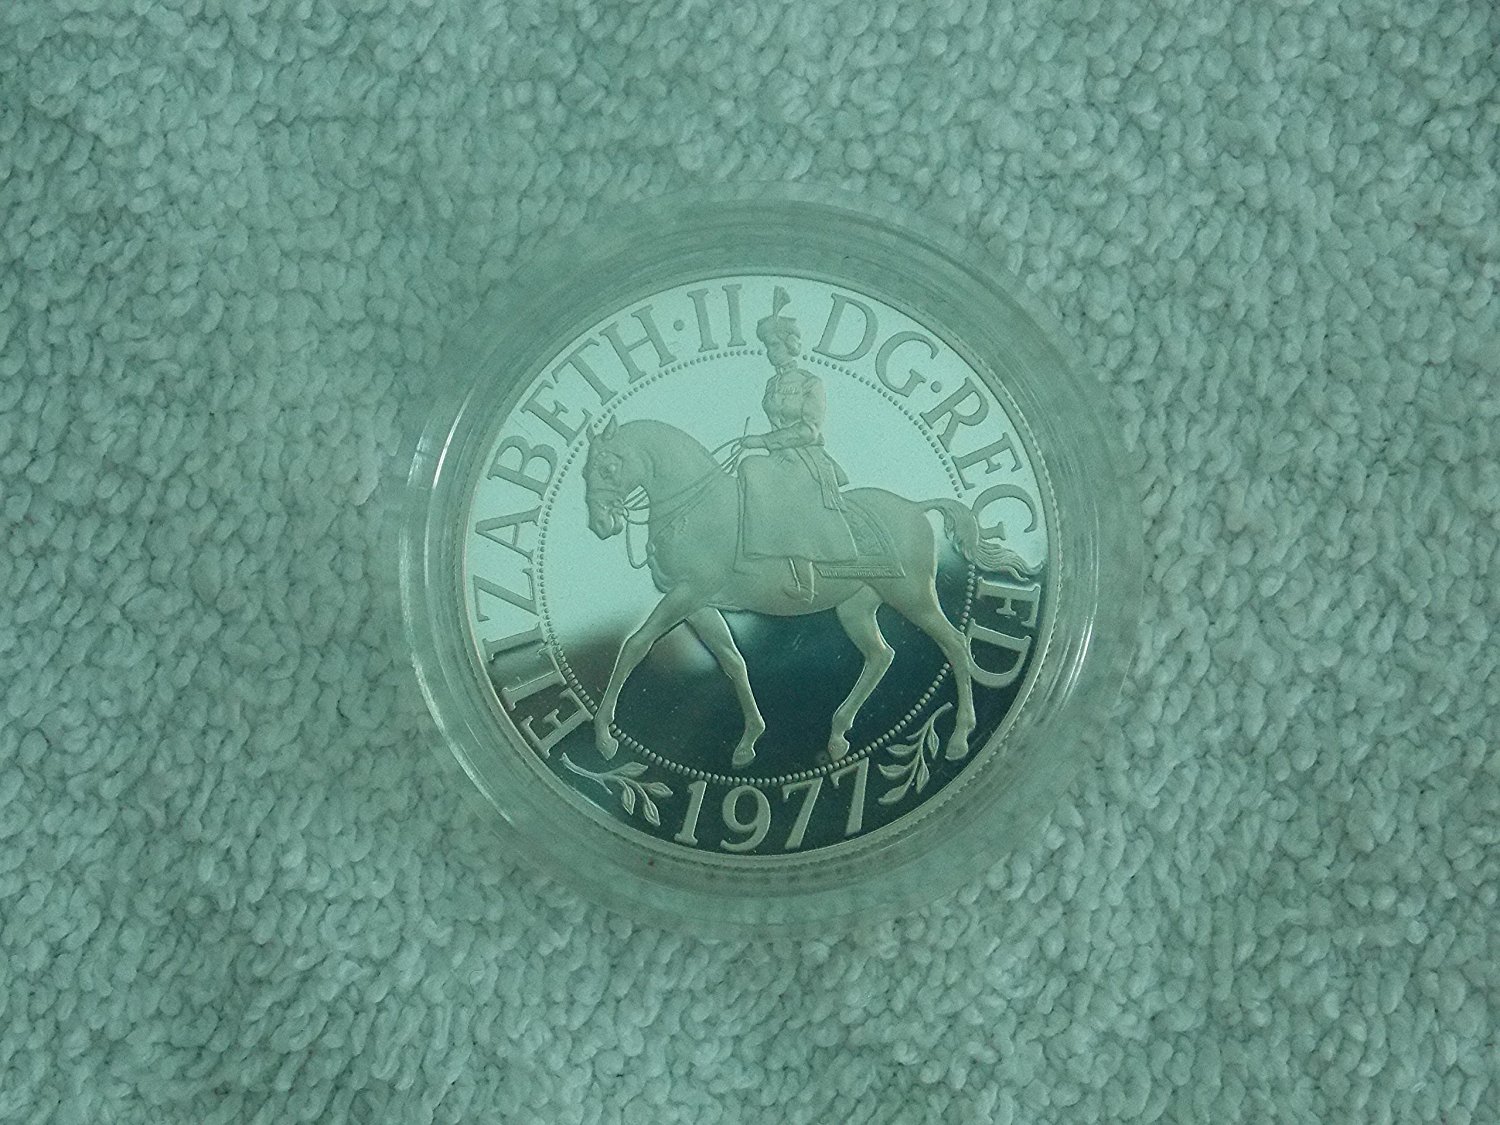 ELIZABETH·II DG·REG FD
1977